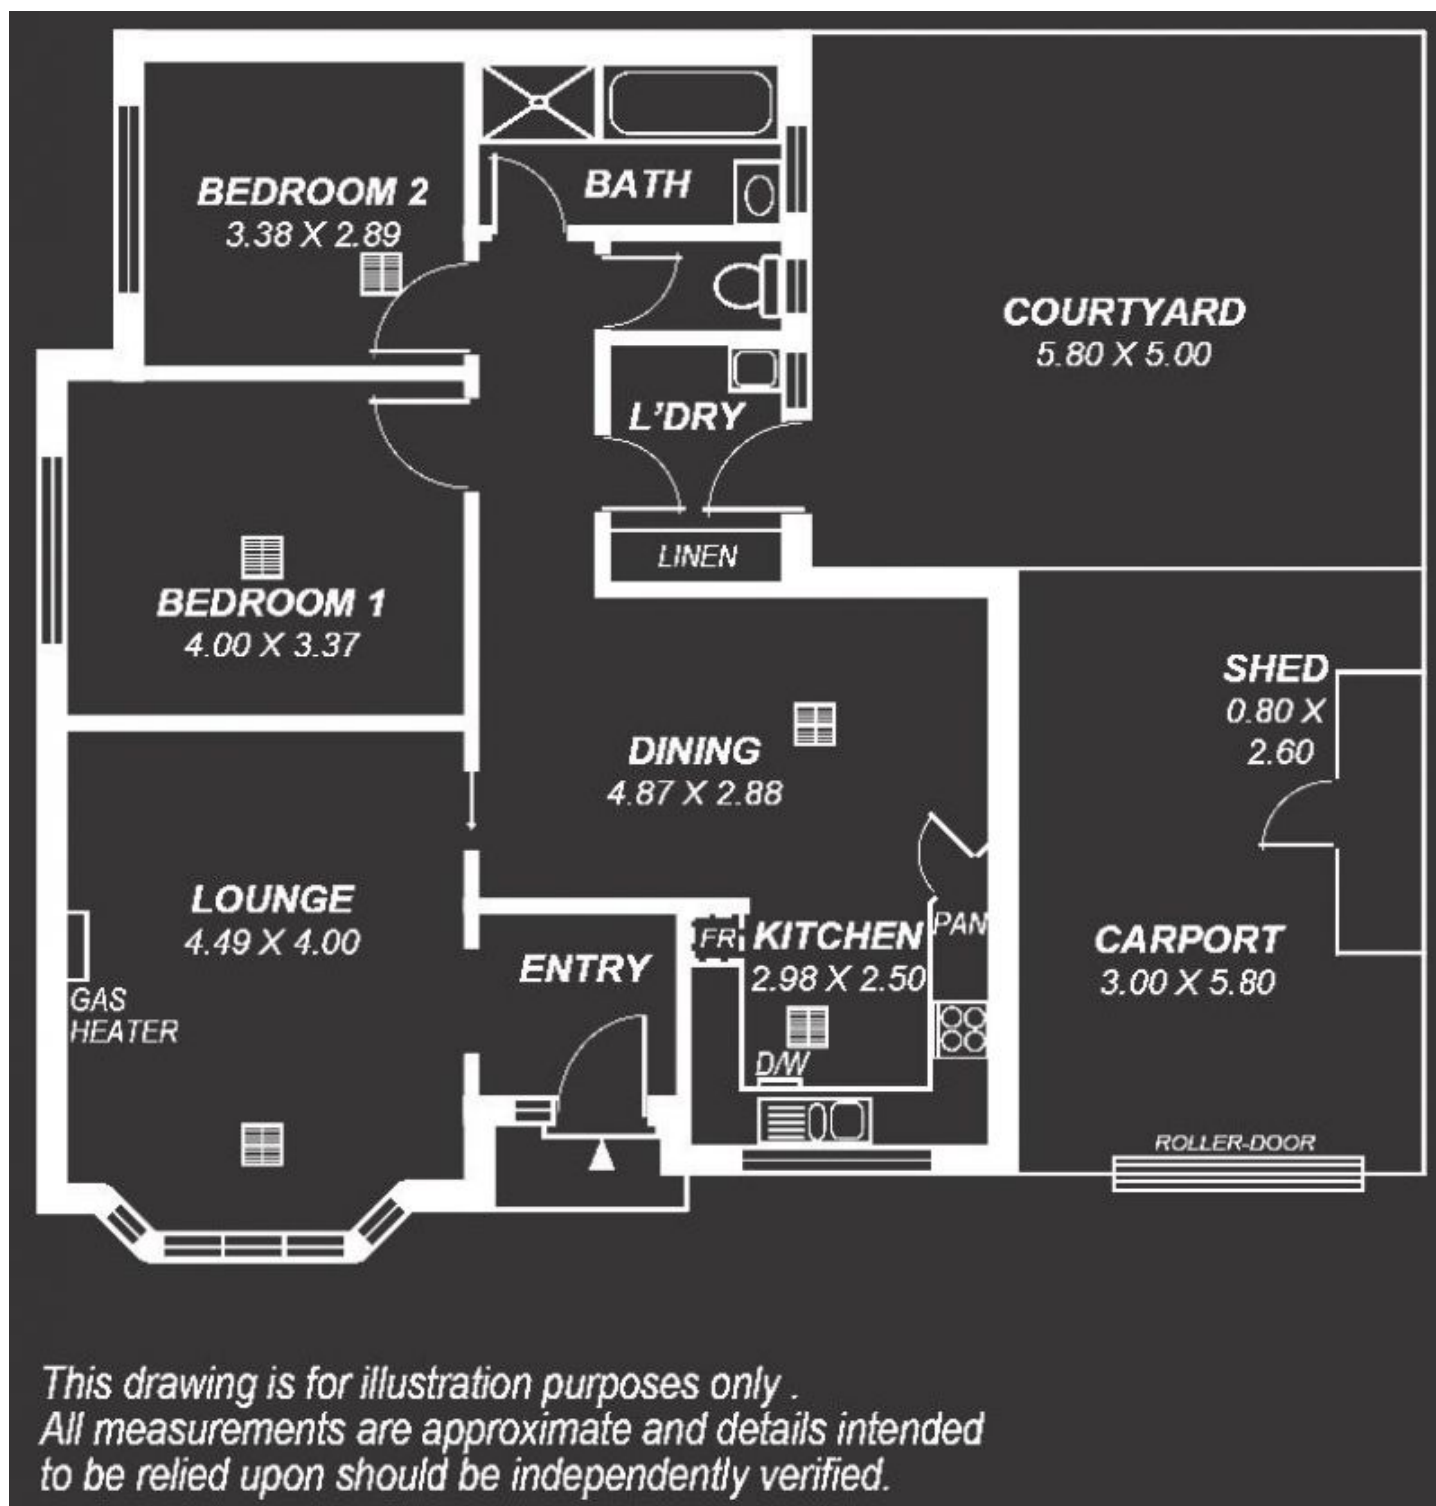 BEDROOM 2
3.38 X 2.89
BATH
COURTYARD
5.80 X 5.00
L'DRY
LINEN
BEDROOM 1
4.00 X 3.37
SHED
0.80 X
2.60
DINING
4.87 X 2.88
LOUNGE
4.49 X 4.00
GAS
HEATER
ENTRY
FR
KITCHEN
2.98 X 2.50
PAN
D/W
CARPORT
3.00 X 5.80
ROLLER-DOOR
This drawing is for illustration purposes only .
All measurements are approximate and details intended
to be relied upon should be independently verified.